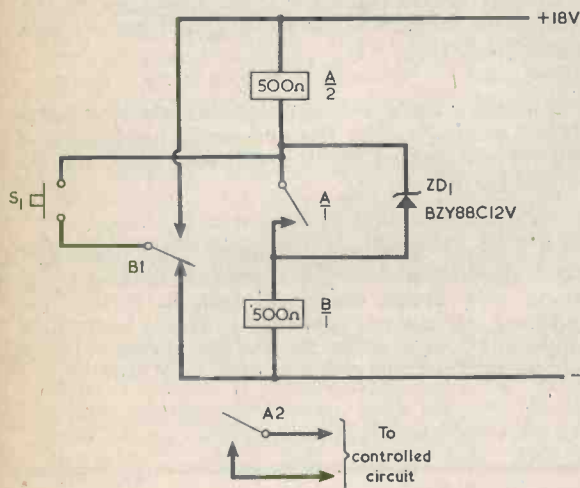 +18V
500Ω A/2
S1
A/1
ZD1
BZY88C12V
B1
500Ω B/1
–
A2
To
controlled
circuit